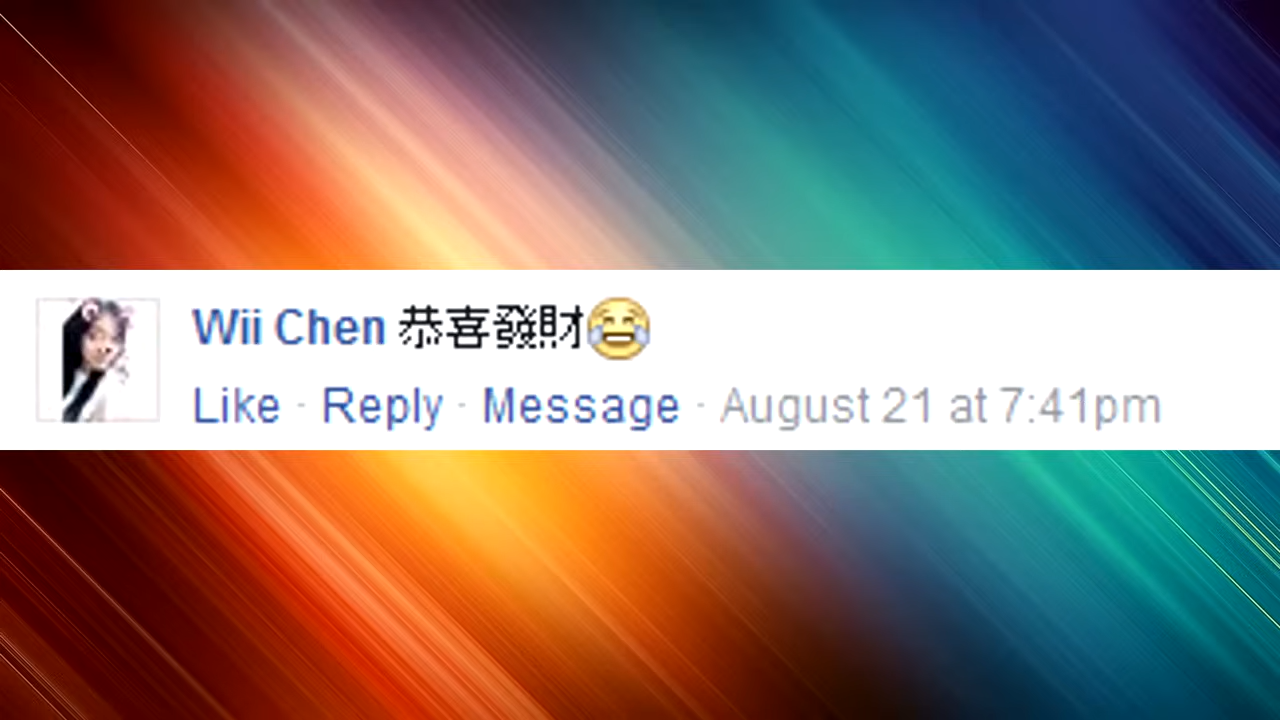 Wii Chen 恭喜發財😂
Like · Reply · Message · August 21 at 7:41pm